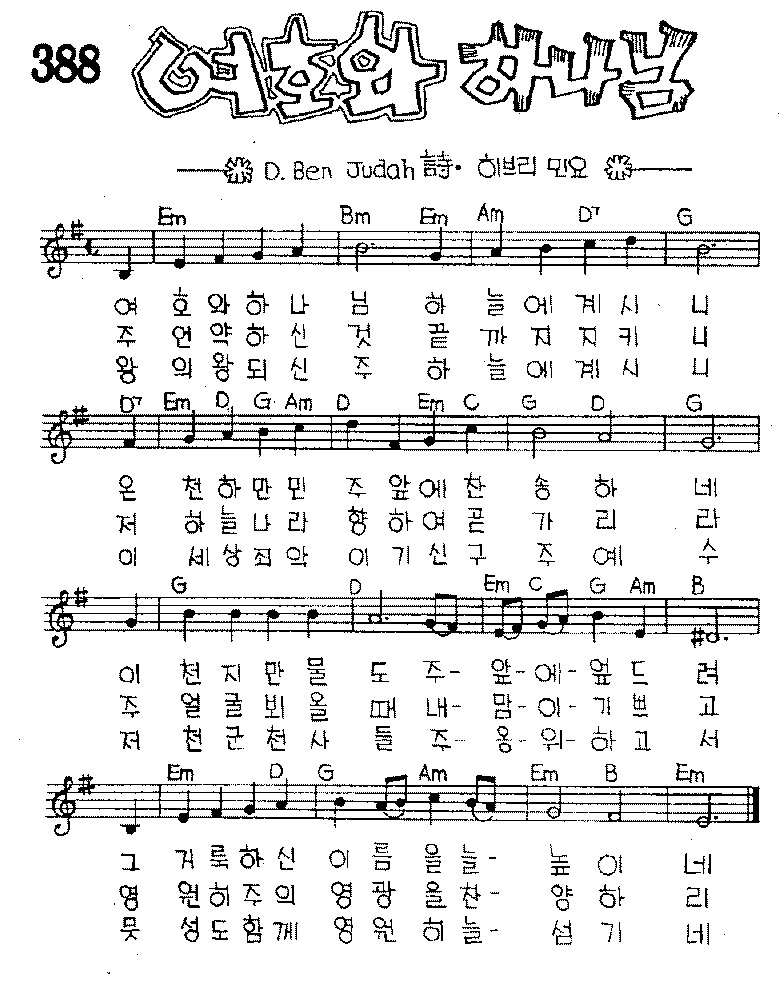 388 여호와 하나님
D. Ben Judah 詩· 히브리 민요
Em Bm Em Am D7 G
여 호 와 하 나 님 하 늘 에 계 시 니
주 언 약 하 신 것 끝 까 지 지 키 니
왕 의 왕 되 신 주 하 늘 에 계 시 니
D7 Em D G Am D Em C G D G
온 천 하 만 민 주 앞 에 찬 송 하 네
저 하 늘 나 라 향 하 여 곧 가 리 라
이 세 상 죄 악 이 기 신 구 주 예 수
G D Em C G Am B
이 천 지 만 물 도 주- 앞-에-엎 드 려
주 얼 굴 뵈 올 때 내- 맘-이-기 쁘 고
저 천 군 천 사 들 주- 옹-위-하 고 서
Em D G Am Em B Em
그 거 룩 하 신 이 름 을 늘- 높 이 네
영 원 히 주 의 영 광 을 찬- 양 하 리
뭇 성 도 함 께 영 원 히 늘- 섬 기 네